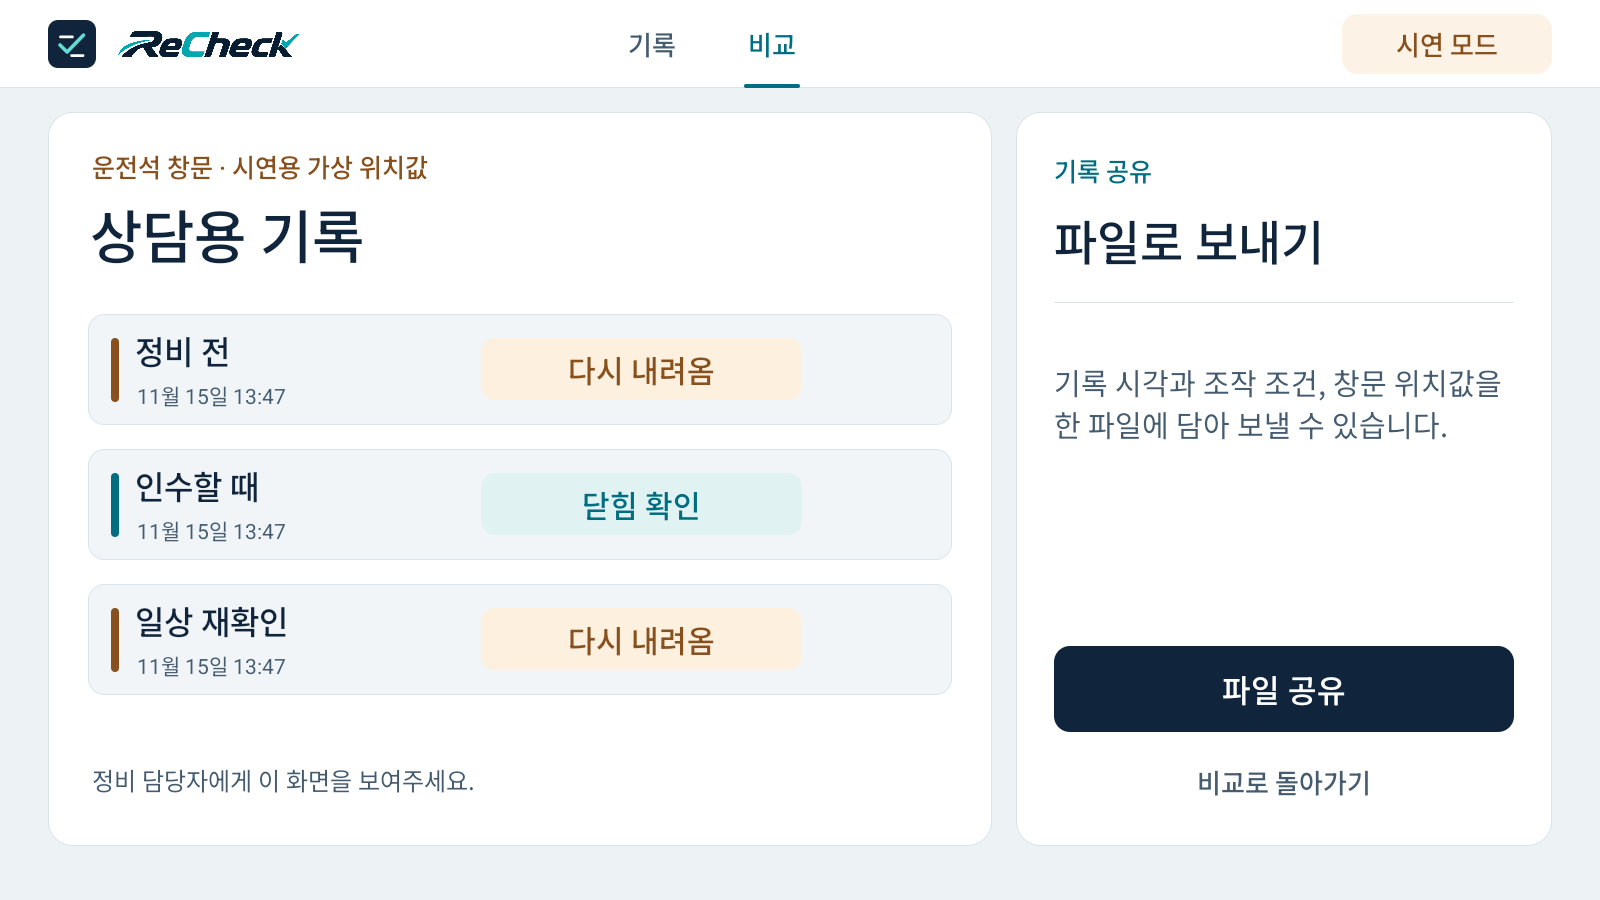 ReCheck
기록
비교
시연 모드
운전석 창문 · 시연용 가상 위치값
상담용 기록
정비 전
11월 15일 13:47
다시 내려옴
인수할 때
11월 15일 13:47
닫힘 확인
일상 재확인
11월 15일 13:47
다시 내려옴
정비 담당자에게 이 화면을 보여주세요.
기록 공유
파일로 보내기
기록 시각과 조작 조건, 창문 위치값을
한 파일에 담아 보낼 수 있습니다.
파일 공유
비교로 돌아가기